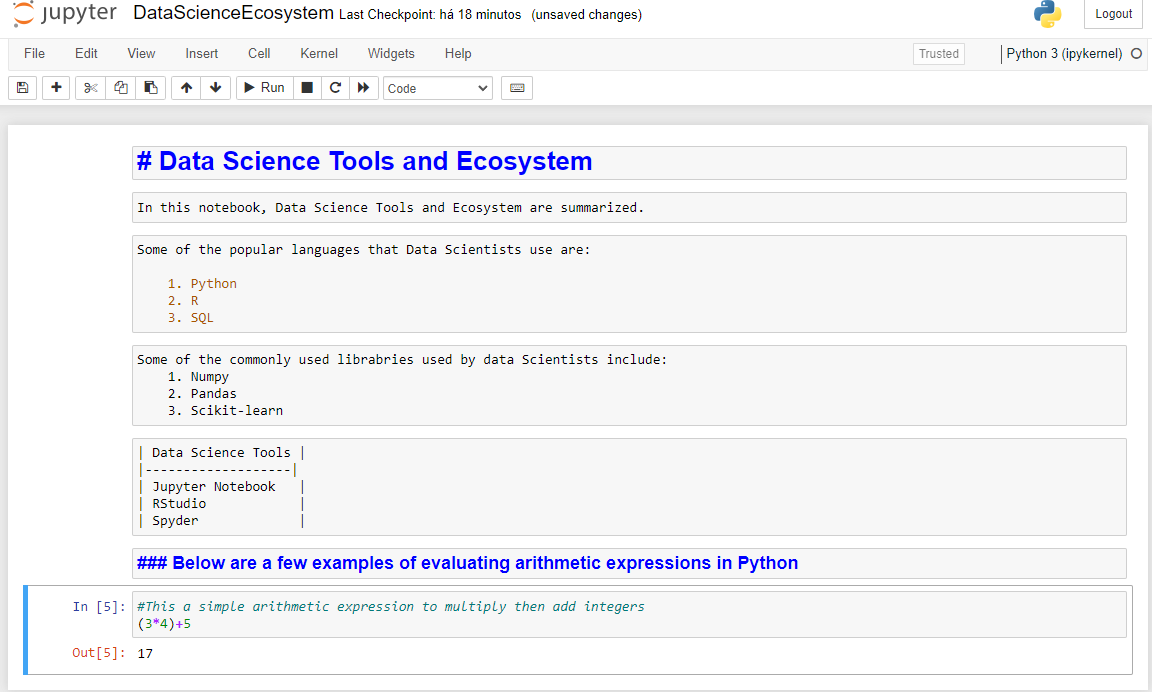 jupyter DataScienceEcosystem Last Checkpoint: há 18 minutos (unsaved changes) Logout
File Edit View Insert Cell Kernel Widgets Help Trusted Python 3 (ipykernel)
Run Code
# Data Science Tools and Ecosystem
In this notebook, Data Science Tools and Ecosystem are summarized.
Some of the popular languages that Data Scientists use are:
1. Python
2. R
3. SQL
Some of the commonly used librabries used by data Scientists include:
1. Numpy
2. Pandas
3. Scikit-learn
| Data Science Tools |
|-------------------|
| Jupyter Notebook   |
| RStudio            |
| Spyder             |
### Below are a few examples of evaluating arithmetic expressions in Python
In [5]: #This a simple arithmetic expression to multiply then add integers
(3*4)+5
Out[5]: 17